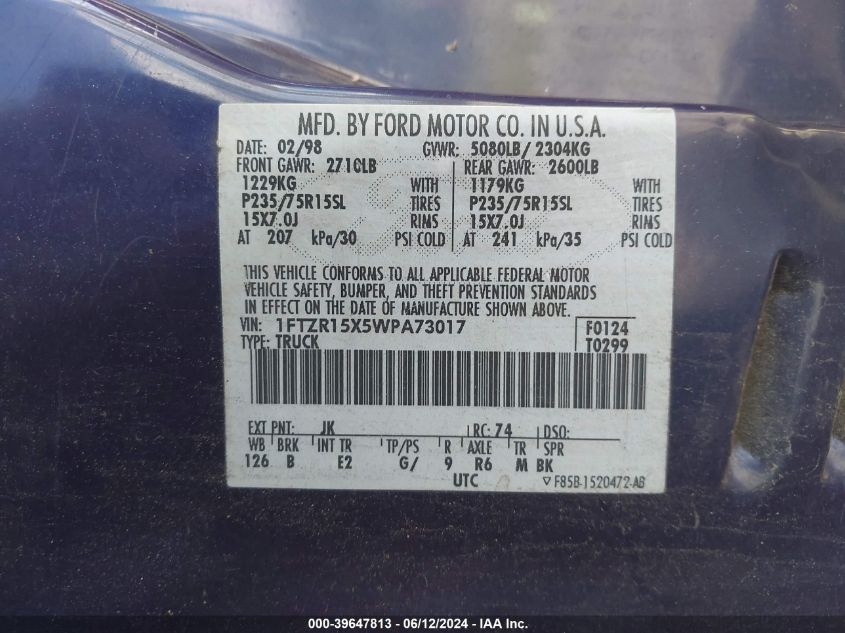 MFD. BY FORD MOTOR CO. IN U.S.A.
DATE: 02/98 GVWR: 5080LB/ 2304KG
FRONT GAWR: 2710LB REAR GAWR: 2600LB
1229KG WITH 1179KG WITH
P235/75R15SL TIRES P235/75R15SL TIRES
15X7.0J RIMS 15X7.0J RIMS
AT 207 kPa/30 PSI COLD AT 241 kPa/35 PSI COLD
THIS VEHICLE CONFORMS TO ALL APPLICABLE FEDERAL MOTOR
VEHICLE SAFETY, BUMPER, AND THEFT PREVENTION STANDARDS
IN EFFECT ON THE DATE OF MANUFACTURE SHOWN ABOVE.
VIN: 1FTZR15X5WPA73017 F0124
TYPE: TRUCK T0299
EXT PNT: JK RC: 74 DSO:
WB BRK INT TR TP/PS R AXLE TR SPR
126 B E2 G/ 9 R6 M BK
UTC ▽F85B-1520472-AB
000-39647813 - 06/12/2024 - IAA Inc.